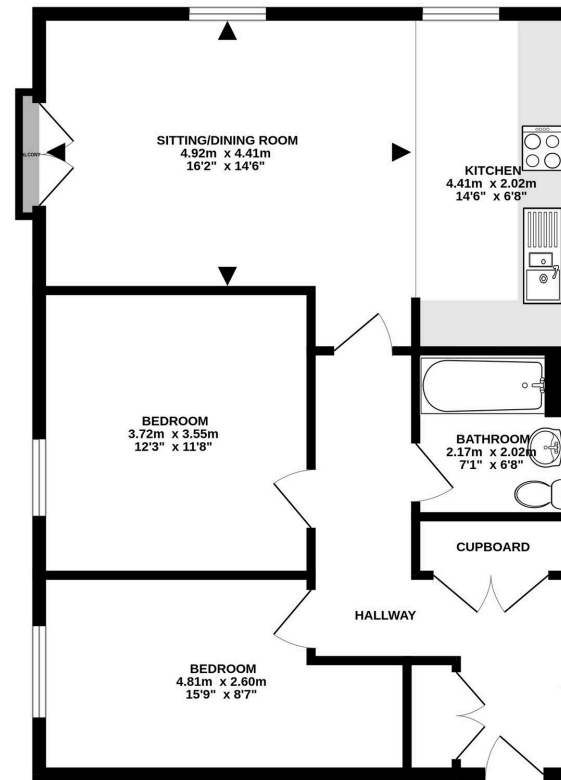 SITTING/DINING ROOM
4.92m x 4.41m
16'2" x 14'6"
KITCHEN
4.41m x 2.02m
14'6" x 6'8"
BEDROOM
3.72m x 3.55m
12'3" x 11'8"
BATHROOM
2.17m x 2.02m
7'1" x 6'8"
CUPBOARD
HALLWAY
BEDROOM
4.81m x 2.60m
15'9" x 8'7"